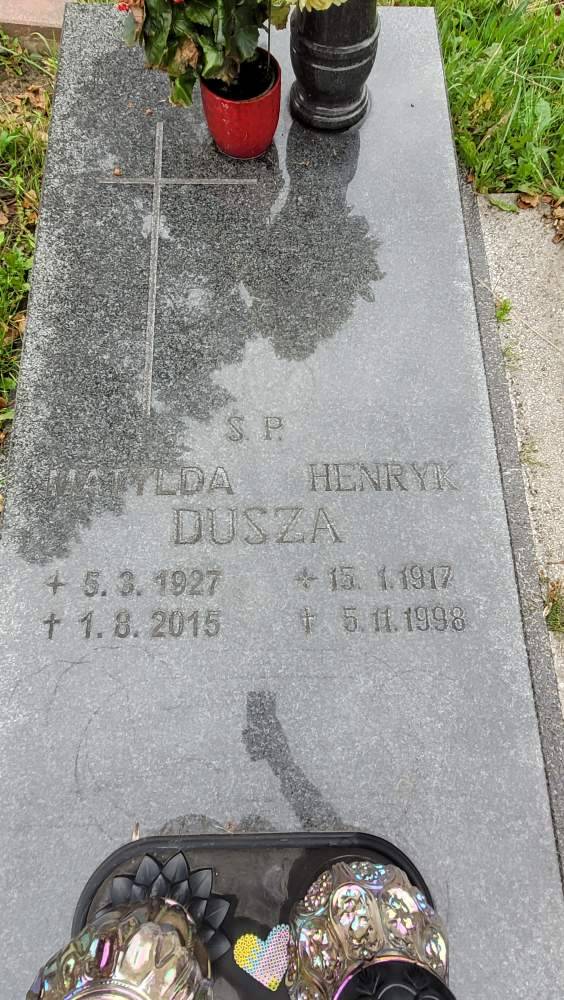 Ś. P.
MATYLDA HENRYK
DUSZA
* 5. 3. 1927 * 15. 1. 1917
† 1. 8. 2015 † 5. 11. 1998